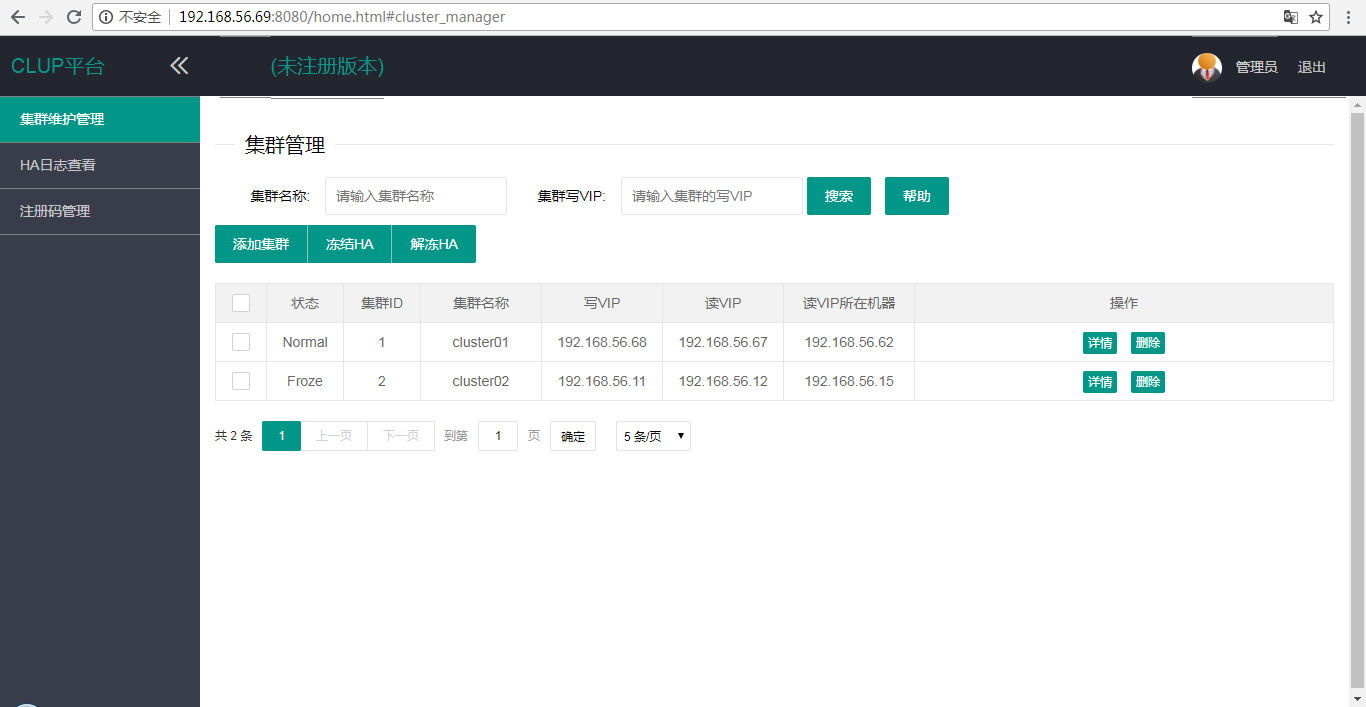 不安全 192.168.56.69:8080/home.html#cluster_manager
CLUP平台 (未注册版本) 管理员 退出
集群维护管理
HA日志查看
注册码管理
集群管理
集群名称: 请输入集群名称 集群写VIP: 请输入集群的写VIP 搜索 帮助
添加集群 冻结HA 解冻HA
状态 集群ID 集群名称 写VIP 读VIP 读VIP所在机器 操作
Normal 1 cluster01 192.168.56.68 192.168.56.67 192.168.56.62 详情 删除
Froze 2 cluster02 192.168.56.11 192.168.56.12 192.168.56.15 详情 删除
共 2 条 1 上一页 下一页 到第 1 页 确定 5 条/页